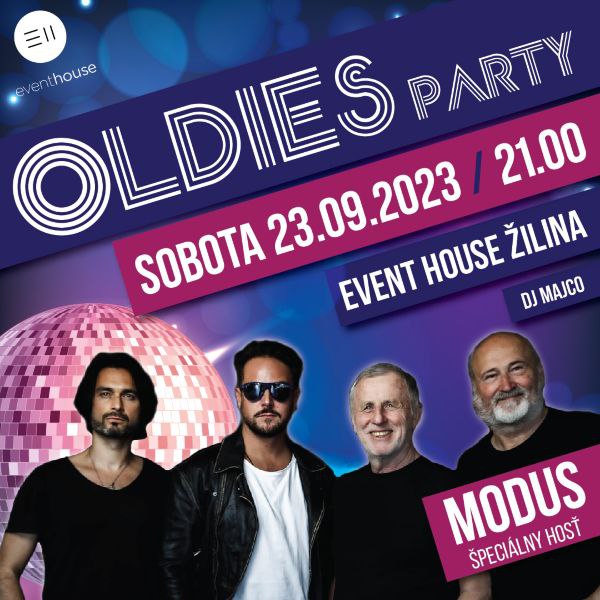 eventhouse
OLDIES PARTY
SOBOTA 23.09.2023 / 21.00
EVENT HOUSE ŽILINA
DJ MAJCO
MODUS
ŠPECIÁLNY HOSŤ